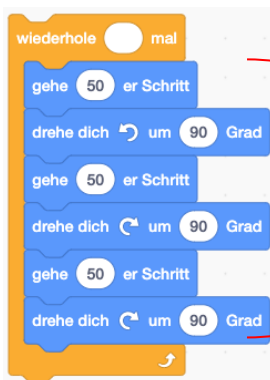 wiederhole mal
gehe 50 er Schritt
drehe dich um 90 Grad
gehe 50 er Schritt
drehe dich um 90 Grad
gehe 50 er Schritt
drehe dich um 90 Grad